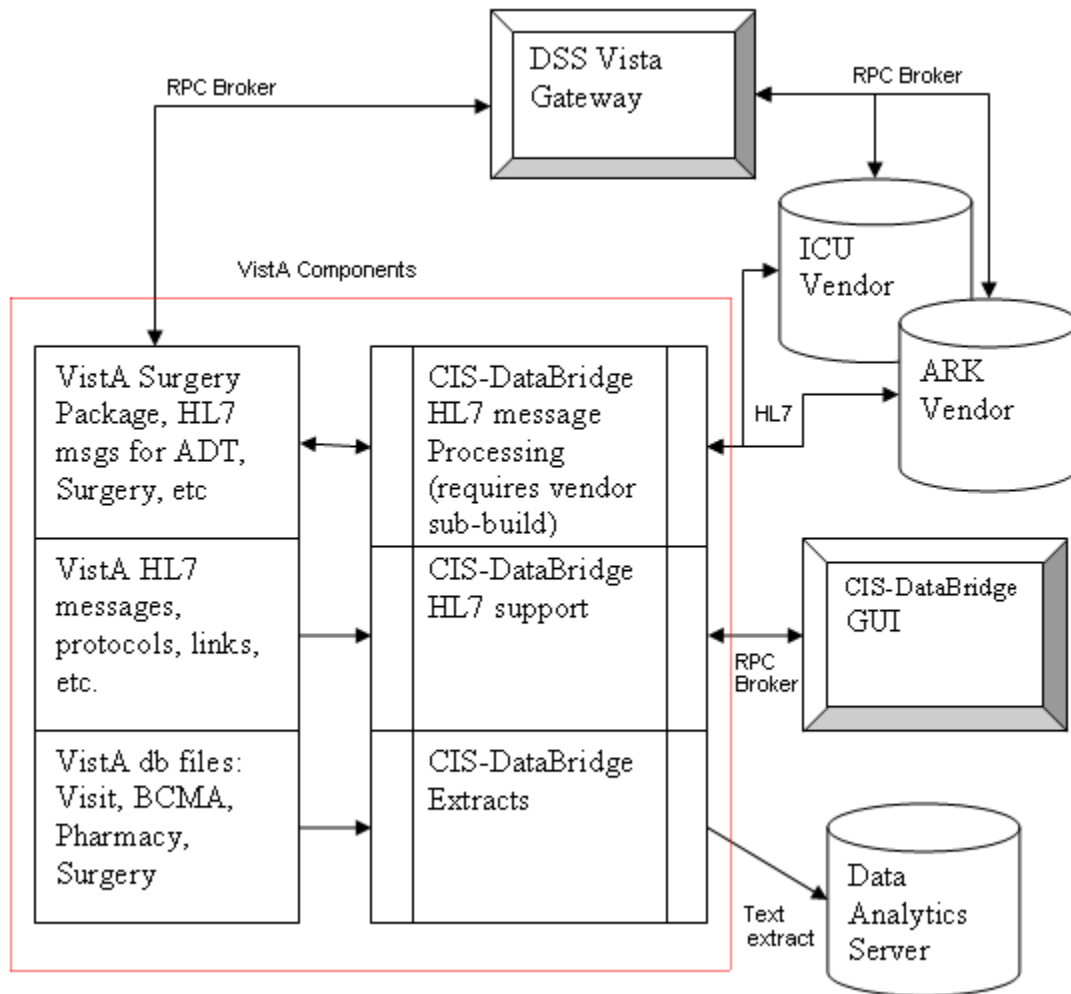 DSS Vista
Gateway
RPC Broker
RPC Broker
ICU
Vendor
VistA Components
ARK
Vendor
HL7
VistA Surgery
Package, HL7
msgs for ADT,
Surgery, etc
CIS-DataBridge
HL7 message
Processing
(requires vendor
sub-build)
VistA HL7
messages,
protocols, links,
etc.
CIS-DataBridge
HL7 support
CIS-DataBridge
GUI
RPC
Broker
VistA db files:
Visit, BCMA,
Pharmacy,
Surgery
CIS-DataBridge
Extracts
Text
extract
Data
Analytics
Server